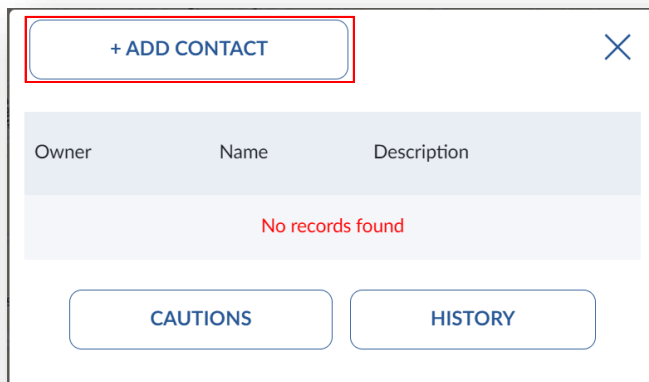 + ADD CONTACT
Owner Name Description
No records found
CAUTIONS HISTORY